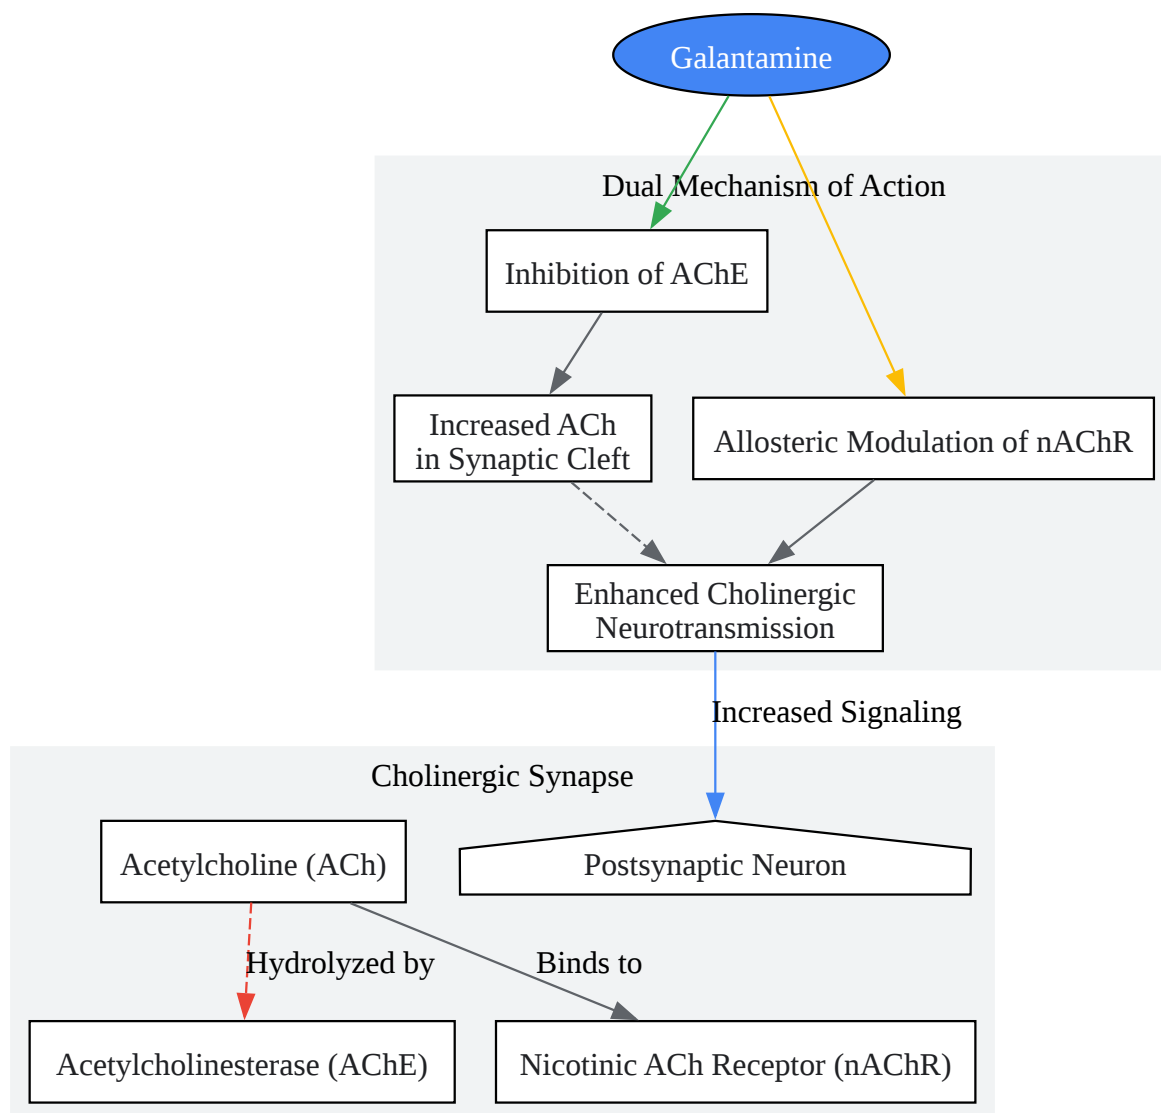 Galantamine
Dual Mechanism of Action
Inhibition of AChE
Increased ACh
in Synaptic Cleft
Allosteric Modulation of nAChR
Enhanced Cholinergic
Neurotransmission
Increased Signaling
Cholinergic Synapse
Acetylcholine (ACh)
Postsynaptic Neuron
Hydrolyzed by
Binds to
Acetylcholinesterase (AChE)
Nicotinic ACh Receptor (nAChR)